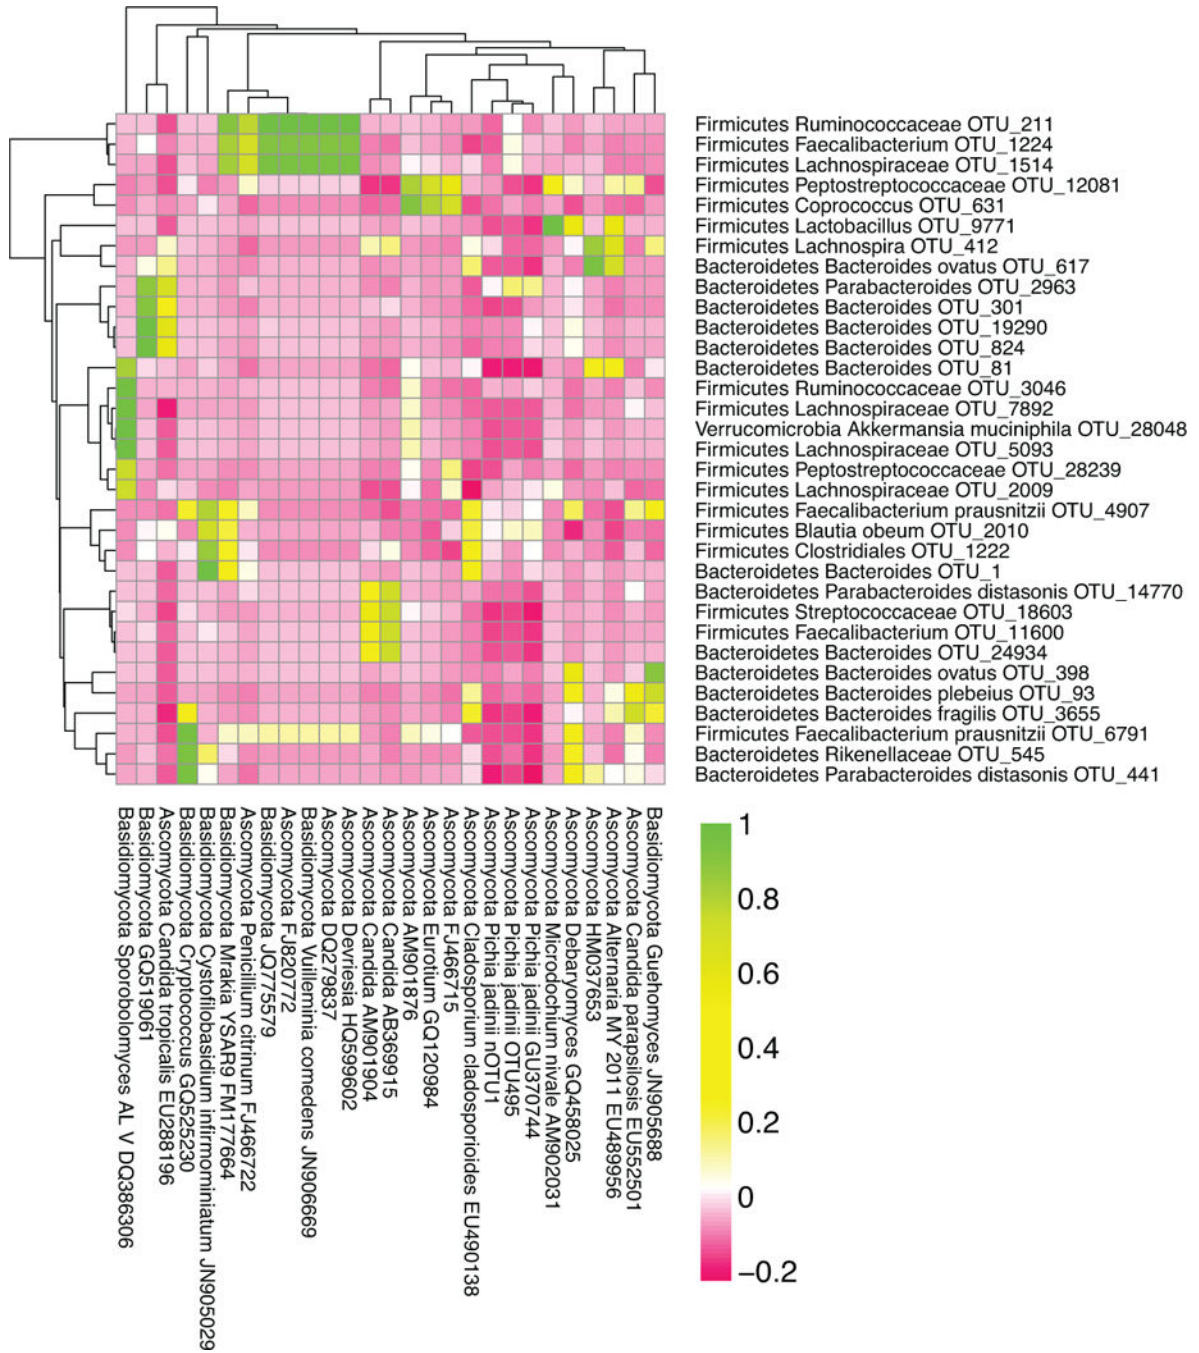 Firmicutes Ruminococcaceae OTU_211
Firmicutes Faecalibacterium OTU_1224
Firmicutes Lachnospiraceae OTU_1514
Firmicutes Peptostreptococcaceae OTU_12081
Firmicutes Coprococcus OTU_631
Firmicutes Lactobacillus OTU_9771
Firmicutes Lachnospira OTU_412
Bacteroidetes Bacteroides ovatus OTU_617
Bacteroidetes Parabacteroides OTU_2963
Bacteroidetes Bacteroides OTU_301
Bacteroidetes Bacteroides OTU_19290
Bacteroidetes Bacteroides OTU_824
Bacteroidetes Bacteroides OTU_81
Firmicutes Ruminococcaceae OTU_3046
Firmicutes Lachnospiraceae OTU_7892
Verrucomicrobia Akkermansia muciniphila OTU_28048
Firmicutes Lachnospiraceae OTU_5093
Firmicutes Peptostreptococcaceae OTU_28239
Firmicutes Lachnospiraceae OTU_2009
Firmicutes Faecalibacterium prausnitzii OTU_4907
Firmicutes Blautia obeum OTU_2010
Firmicutes Clostridiales OTU_1222
Bacteroidetes Bacteroides OTU_1
Bacteroidetes Parabacteroides distasonis OTU_14770
Firmicutes Streptococcaceae OTU_18603
Firmicutes Faecalibacterium OTU_11600
Bacteroidetes Bacteroides OTU_24934
Bacteroidetes Bacteroides ovatus OTU_398
Bacteroidetes Bacteroides plebeius OTU_93
Bacteroidetes Bacteroides fragilis OTU_3655
Firmicutes Faecalibacterium prausnitzii OTU_6791
Bacteroidetes Rikenellaceae OTU_545
Bacteroidetes Parabacteroides distasonis OTU_441
Basidiomycota Sporobolomyces AL V DQ386306
Basidiomycota GQ519061
Ascomycota Candida tropicalis EU288196
Basidiomycota Cryptococcus GQ525230
Basidiomycota Cystofilobasidium infirmominiatum JN905029
Basidiomycota Mrakia YSAR9 FM177664
Ascomycota Penicillium citrinum FJ466722
Basidiomycota JQ775579
Ascomycota FJ820772
Basidiomycota Vuilleminia comedens JN906669
Ascomycota DQ279837
Ascomycota Devriesia HQ599602
Ascomycota Candida AM901904
Ascomycota Candida AB369915
Ascomycota AM901876
Ascomycota Eurotium GQ120984
Ascomycota FJ466715
Ascomycota Cladosporium cladosporioides EU490138
Ascomycota Pichia jadinii nOTU1
Ascomycota Pichia jadinii OTU495
Ascomycota Pichia jadinii GU370744
Ascomycota Microdochium nivale AM902031
Ascomycota Debaryomyces GQ458025
Ascomycota HM037653
Ascomycota Alternaria MY 2011 EU489956
Ascomycota Candida parapsilosis EU552501
Basidiomycota Guehomyces JN905688
1
0.8
0.6
0.4
0.2
0
−0.2